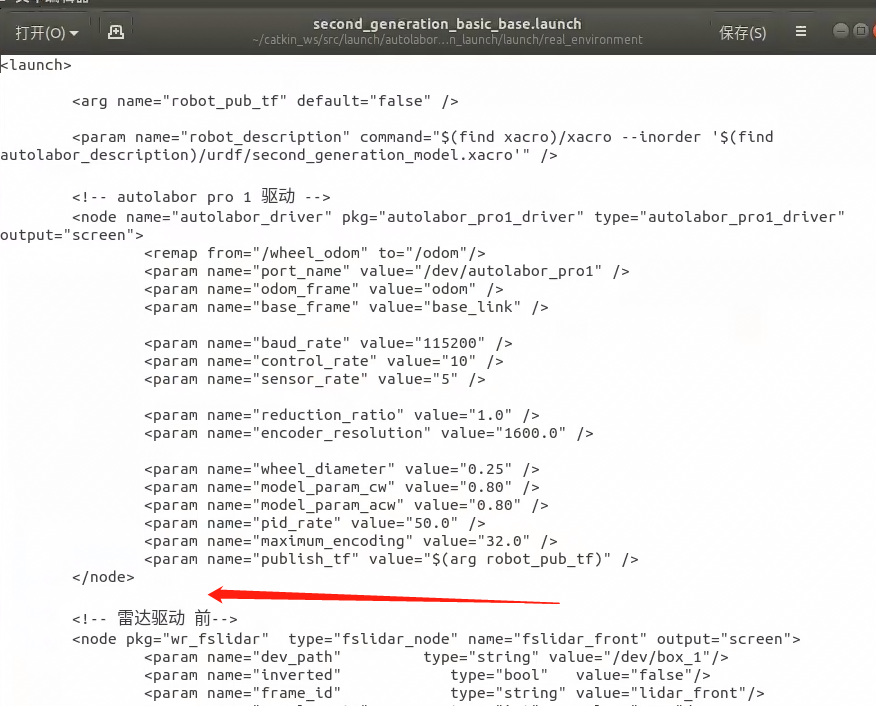 打开(O)
second_generation_basic_base.launch
~/catkin_ws/src/launch/autolabor...n_launch/launch/real_environment
保存(S)
<launch>
<arg name="robot_pub_tf" default="false" />
<param name="robot_description" command="$(find xacro)/xacro --inorder '$(find
autolabor_description)/urdf/second_generation_model.xacro'" />
<!-- autolabor pro 1 驱动 -->
<node name="autolabor_driver" pkg="autolabor_pro1_driver" type="autolabor_pro1_driver"
output="screen">
<remap from="/wheel_odom" to="/odom"/>
<param name="port_name" value="/dev/autolabor_pro1" />
<param name="odom_frame" value="odom" />
<param name="base_frame" value="base_link" />
<param name="baud_rate" value="115200" />
<param name="control_rate" value="10" />
<param name="sensor_rate" value="5" />
<param name="reduction_ratio" value="1.0" />
<param name="encoder_resolution" value="1600.0" />
<param name="wheel_diameter" value="0.25" />
<param name="model_param_cw" value="0.80" />
<param name="model_param_acw" value="0.80" />
<param name="pid_rate" value="50.0" />
<param name="maximum_encoding" value="32.0" />
<param name="publish_tf" value="$(arg robot_pub_tf)" />
</node>
<!-- 雷达驱动 前-->
<node pkg="wr_fslidar"  type="fslidar_node" name="fslidar_front" output="screen">
<param name="dev_path" type="string" value="/dev/box_1"/>
<param name="inverted" type="bool" value="false"/>
<param name="frame_id" type="string" value="lidar_front"/>